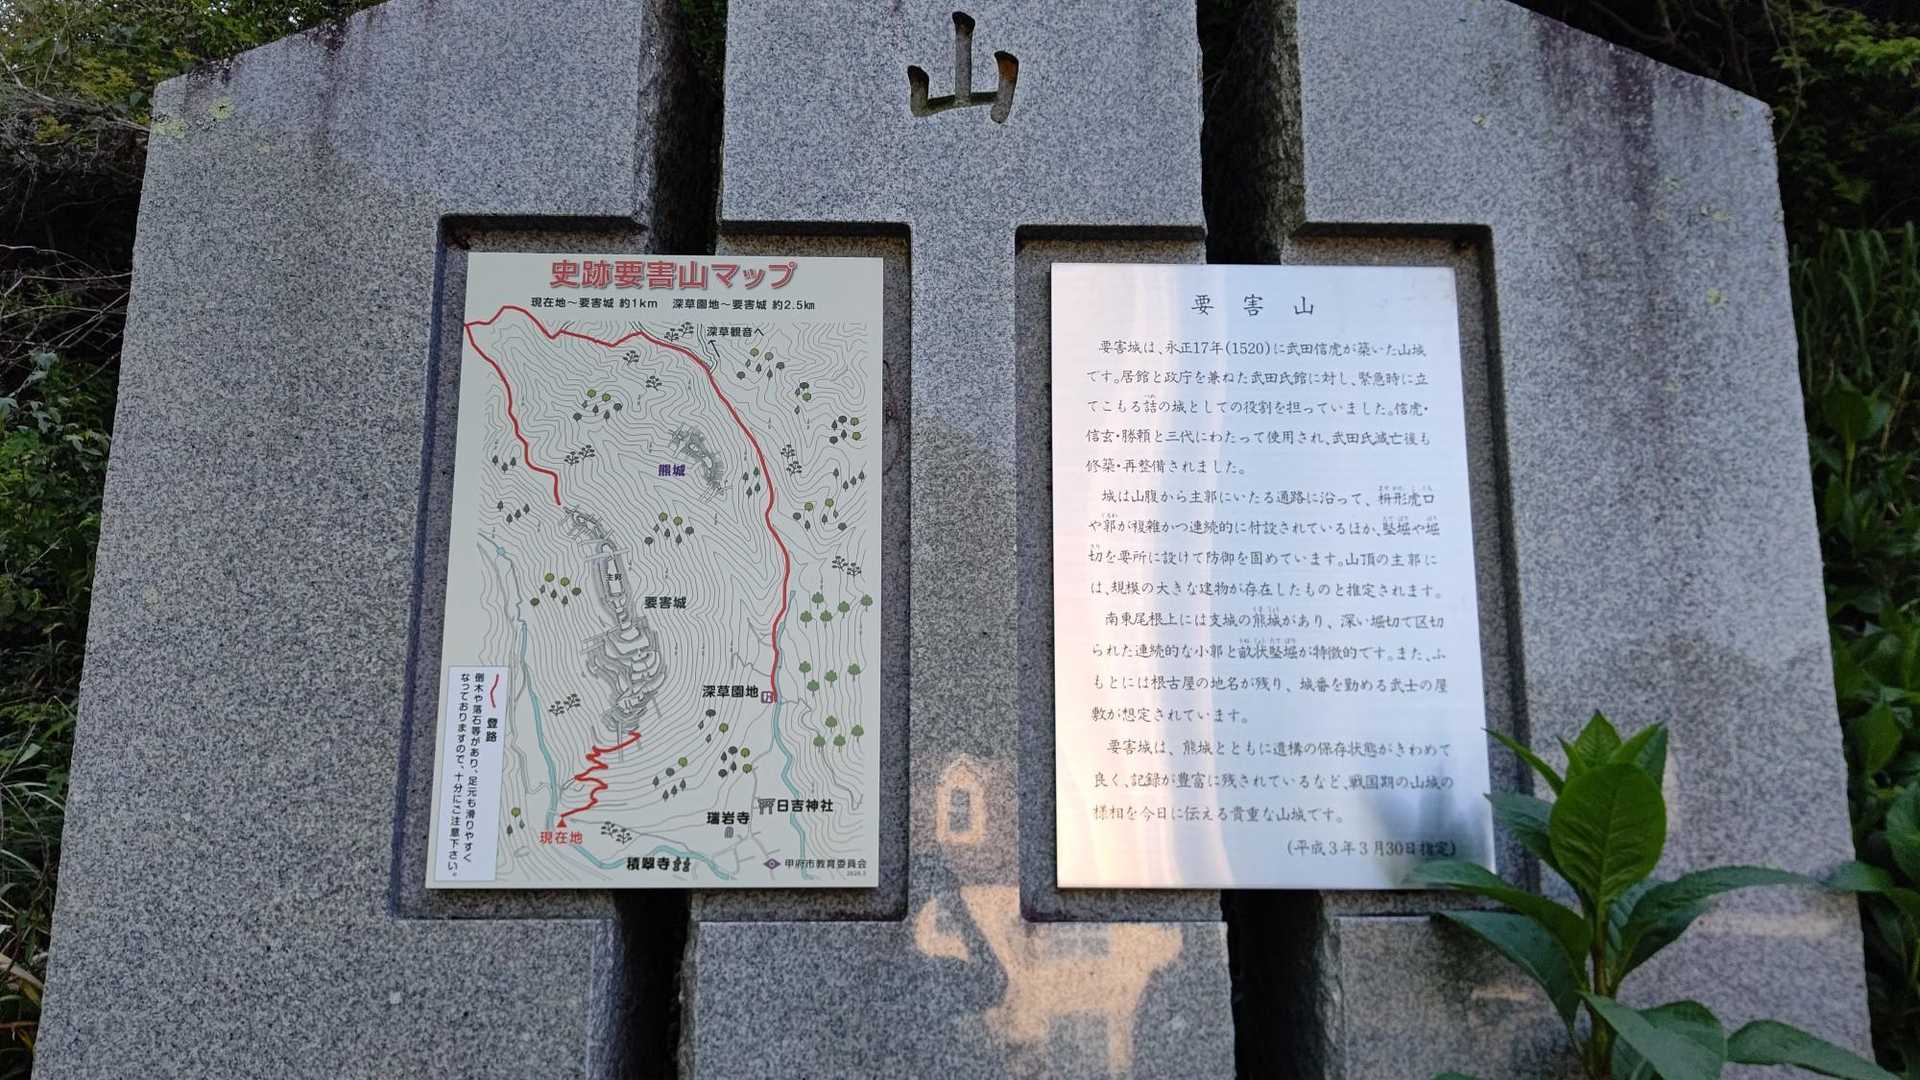 山
史跡要害山マップ
現在地～要害城 約1km 深草園地～要害城 約2.5㎞
深草観音へ
熊城
主郭
要害城
深草園地
登路
倒木や落石等があり、足元も滑りやすく
なっておりますので、十分にご注意下さい。
日吉神社
瑞岩寺
現在地
積翠寺
甲府市教育委員会
要害山
要害城は、永正17年(1520)に武田信虎が築いた山城
です。居館と政庁を兼ねた武田氏館に対し、緊急時に立
てこもる詰の城としての役割を担っていました。信虎・
信玄・勝頼と三代にわたって使用され、武田氏滅亡後も
修築・再整備されました。
城は山腹から主郭にいたる通路に沿って、枡形虎口
や郭が複雑かつ連続的に付設されているほか、竪堀や堀
切を要所に設けて防御を固めています。山頂の主郭に
は、規模の大きな建物が存在したものと推定されます。
南東尾根上には支城の熊城があり、深い堀切で区切
られた連続的な小郭と畝状竪堀が特徴的です。また、ふ
もとには根古屋の地名が残り、城番を勤める武士の屋
敷が想定されています。
要害城は、熊城とともに遺構の保存状態がきわめて
良く、記録が豊富に残されているなど、戦国期の山城の
様相を今日に伝える貴重な山城です。
(平成3年3月30日指定)